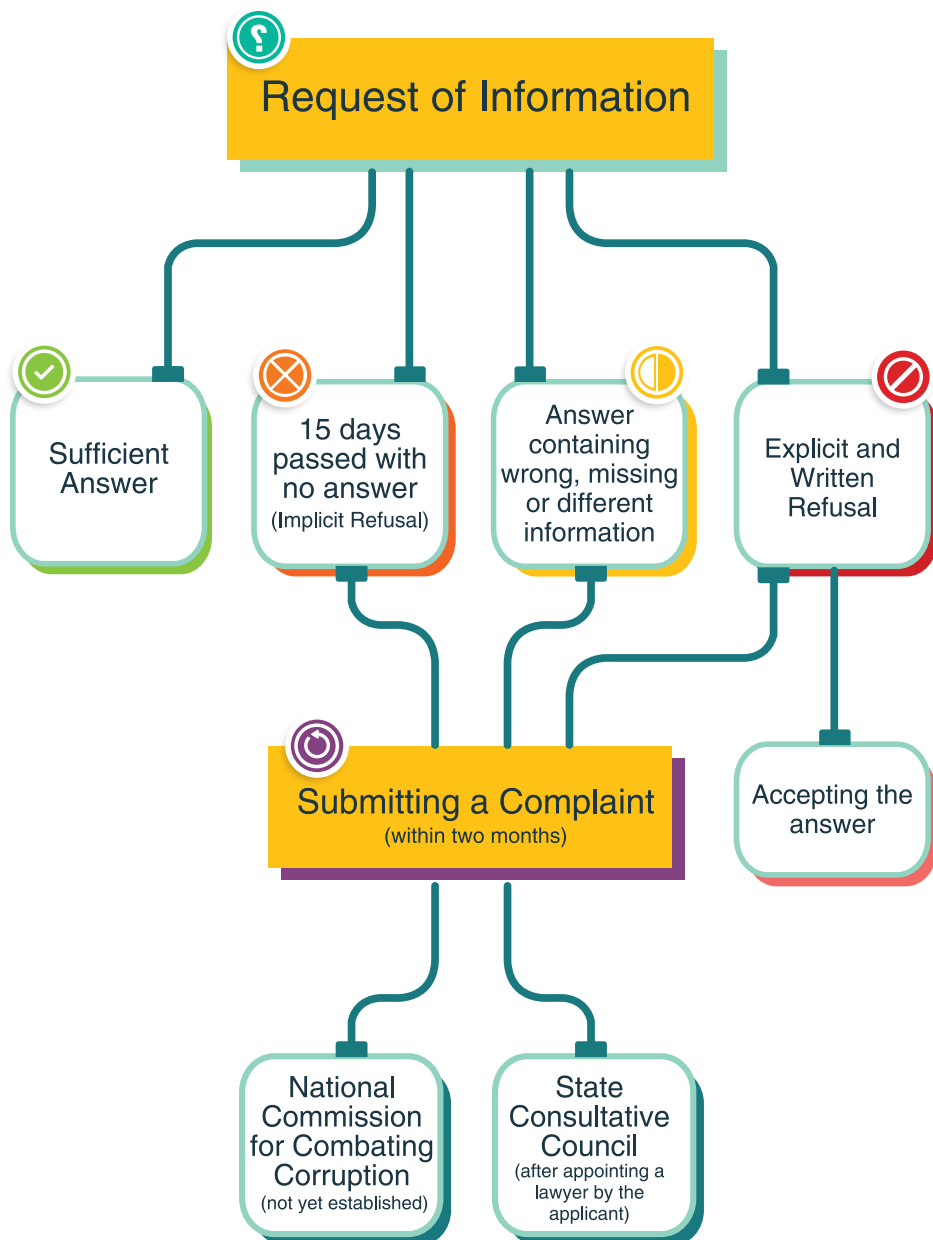 Request of Information
Sufficient
Answer
15 days
passed with
no answer
(Implicit Refusal)
Answer
containing
wrong, missing
or different
information
Explicit and
Written
Refusal
Submitting a Complaint
(within two months)
Accepting the
answer
National
Commission
for Combating
Corruption
(not yet established)
State
Consultative
Council
(after appointing a
lawyer by the
applicant)